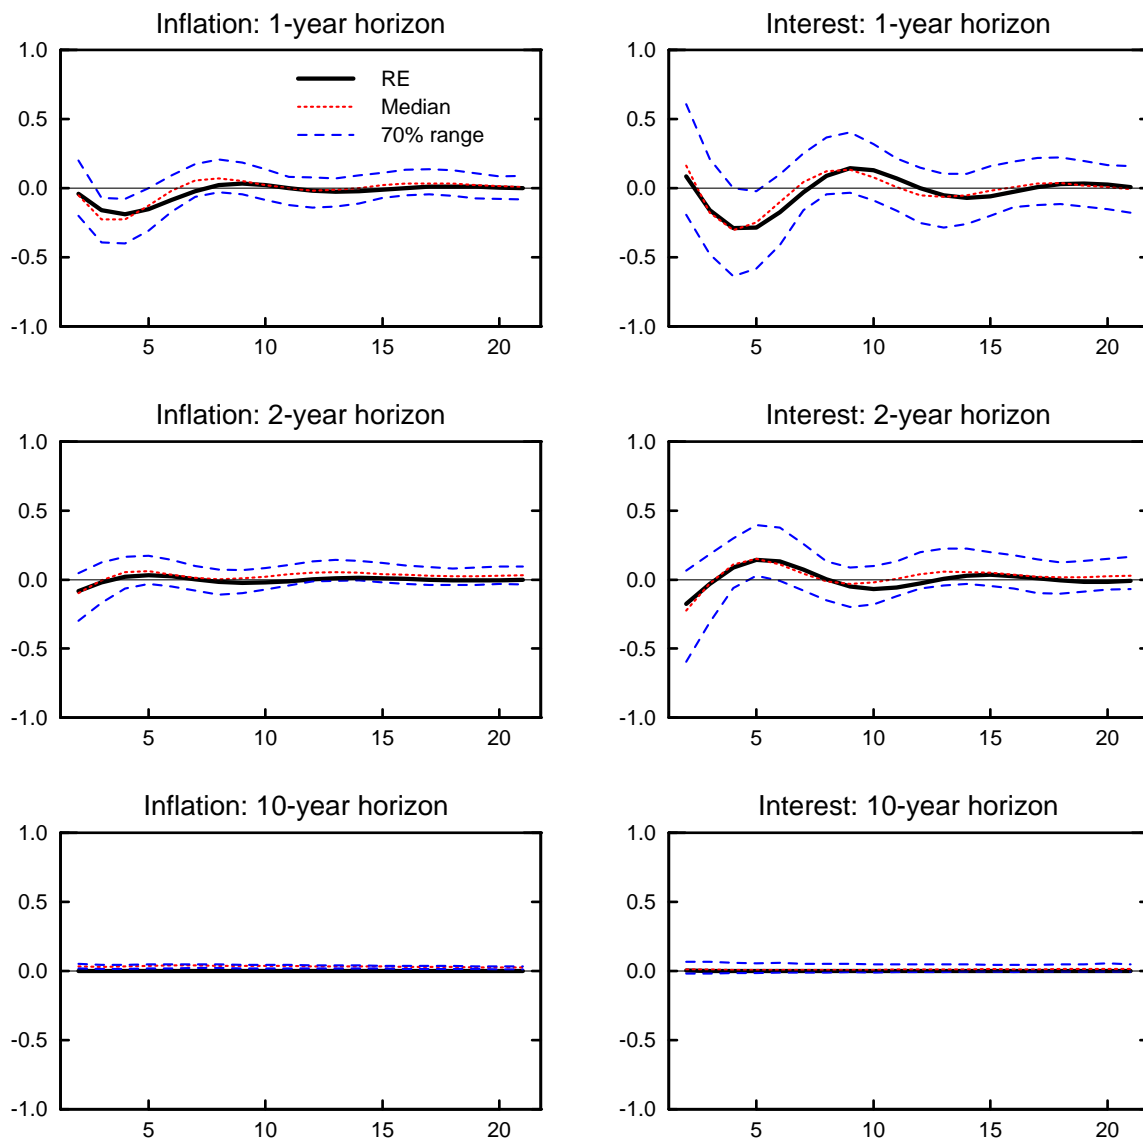 Inflation: 1-year horizon
1.0
0.5
0.0
-0.5
-1.0
RE
Median
70% range
5 10 15 20
Interest: 1-year horizon
1.0
0.5
0.0
-0.5
-1.0
5 10 15 20
Inflation: 2-year horizon
1.0
0.5
0.0
-0.5
-1.0
5 10 15 20
Interest: 2-year horizon
1.0
0.5
0.0
-0.5
-1.0
5 10 15 20
Inflation: 10-year horizon
1.0
0.5
0.0
-0.5
-1.0
5 10 15 20
Interest: 10-year horizon
1.0
0.5
0.0
-0.5
-1.0
5 10 15 20